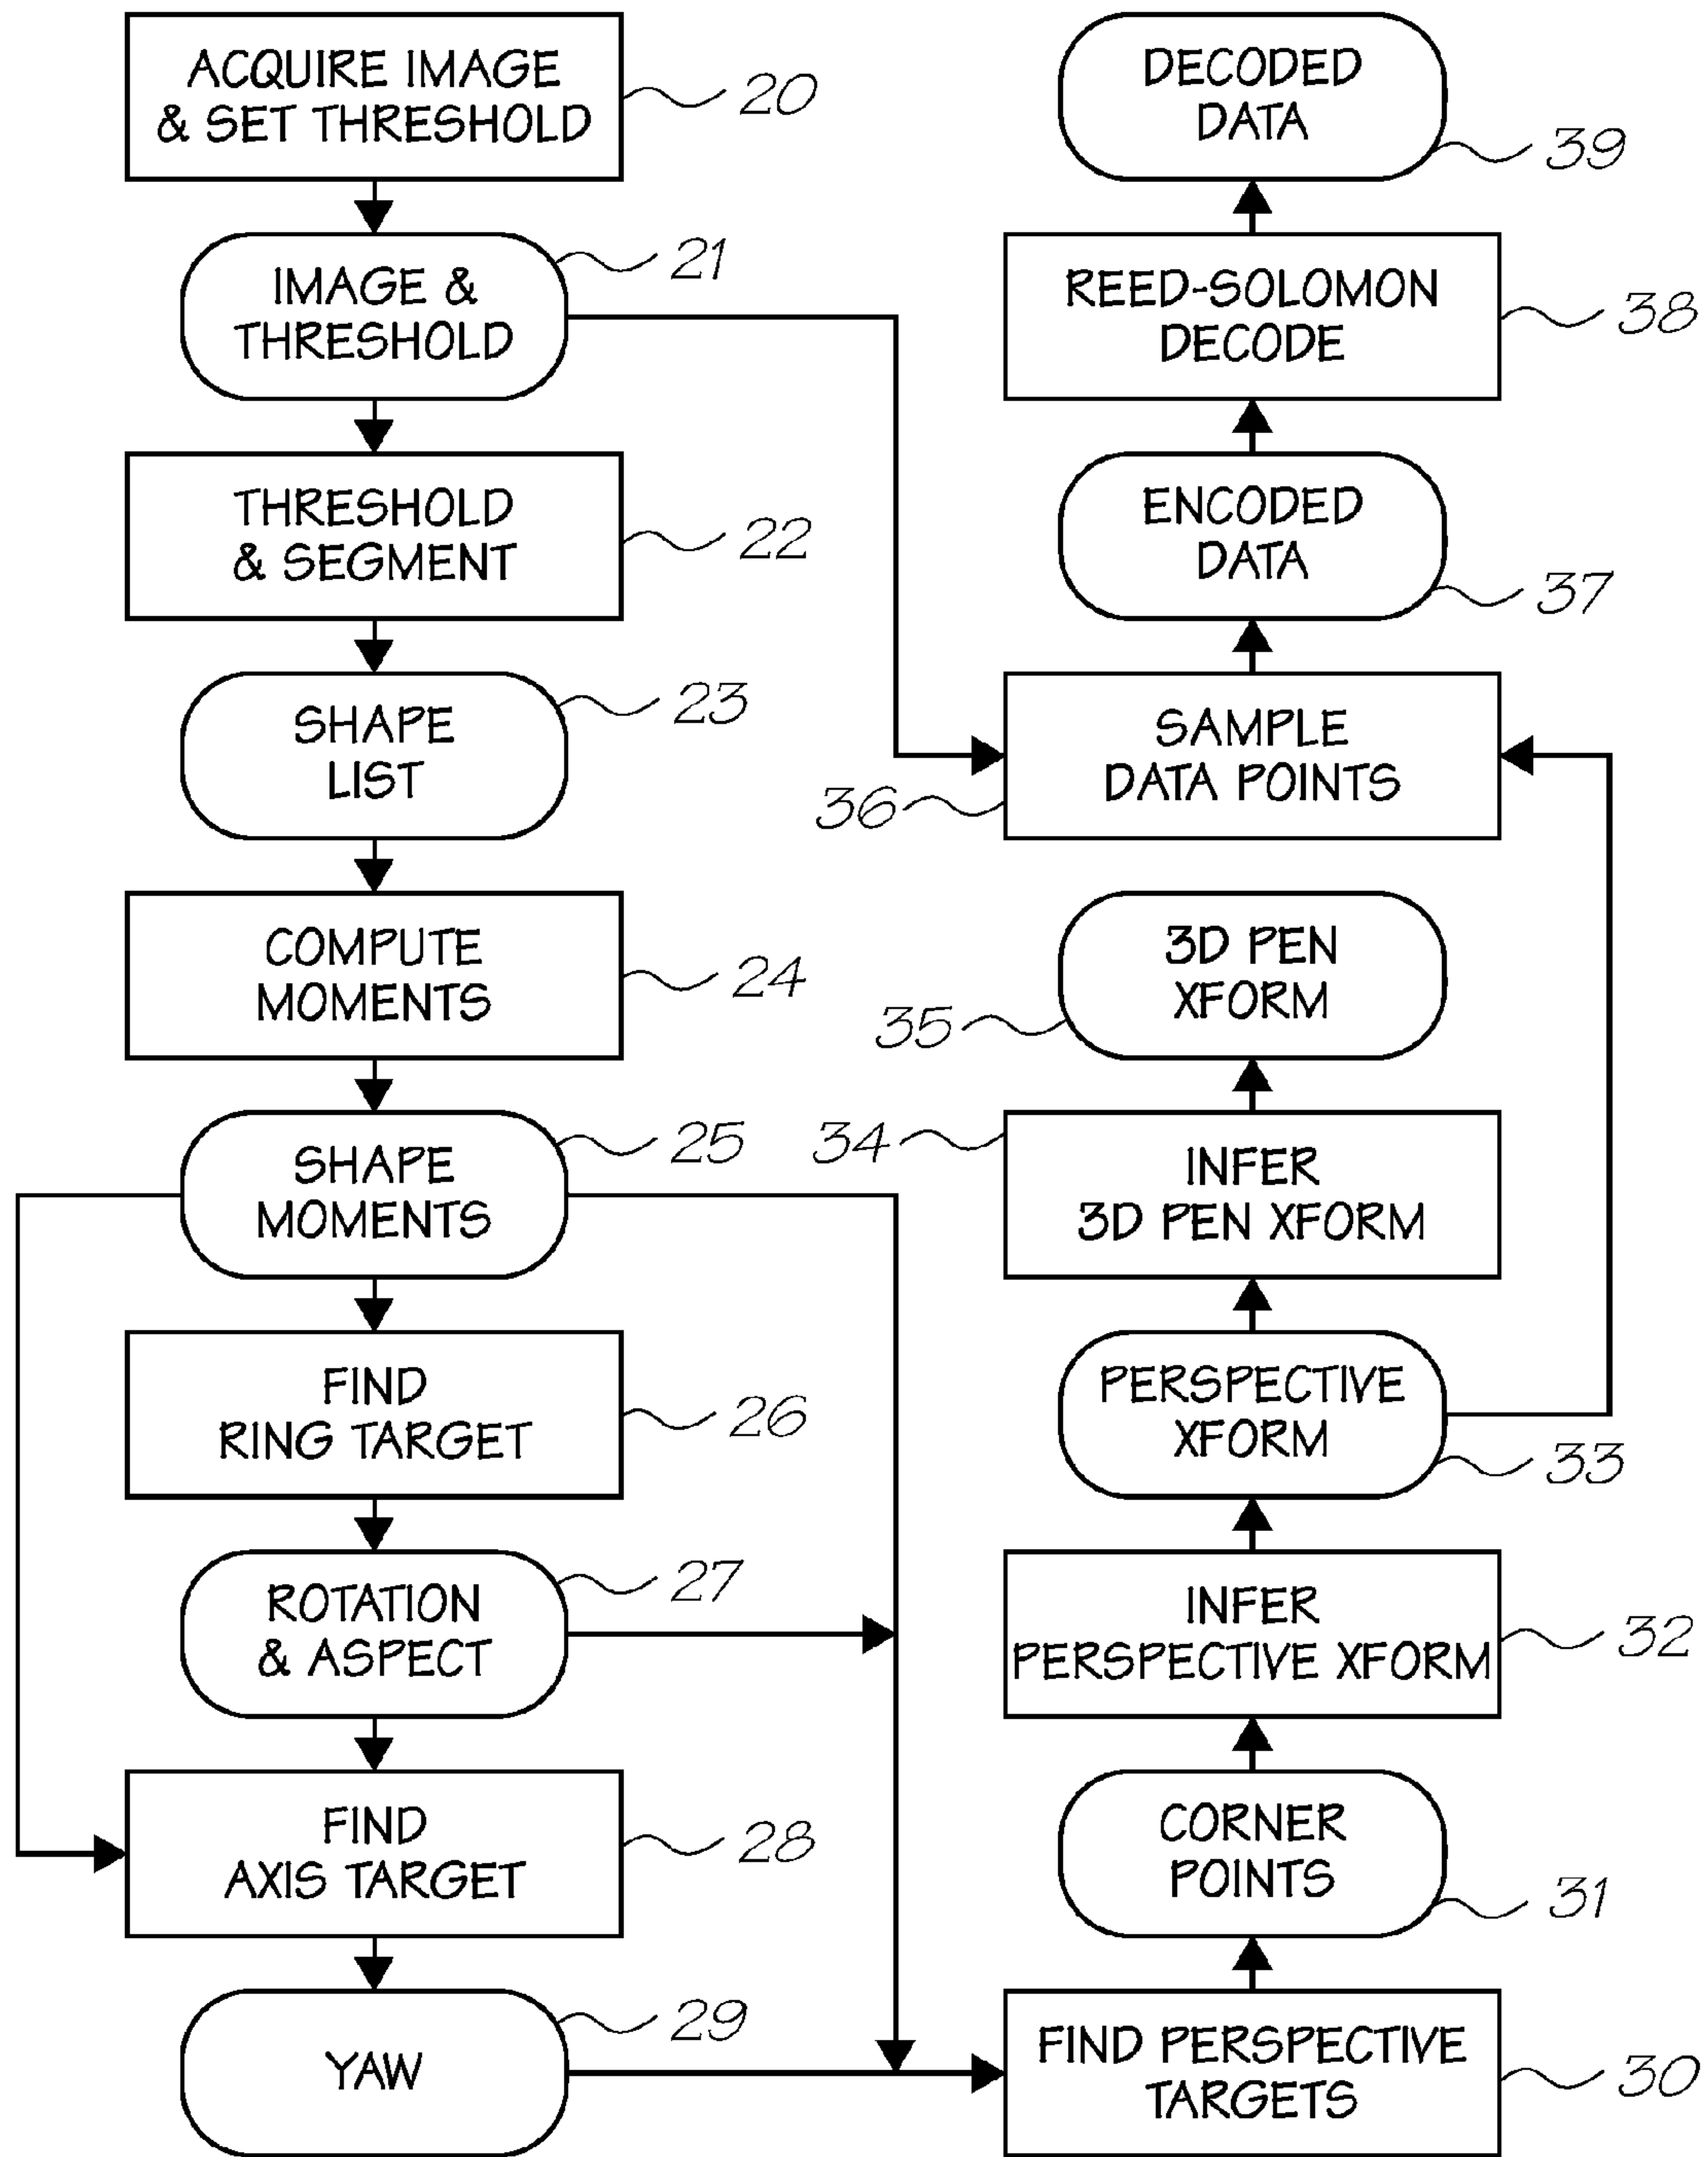 ACQUIRE IMAGE
& SET THRESHOLD
20
IMAGE &
THRESHOLD
21
THRESHOLD
& SEGMENT
22
SHAPE
LIST
23
COMPUTE
MOMENTS
24
SHAPE
MOMENTS
25
FIND
RING TARGET
26
ROTATION
& ASPECT
27
FIND
AXIS TARGET
28
YAW
29
DECODED
DATA
39
REED-SOLOMON
DECODE
38
ENCODED
DATA
37
SAMPLE
DATA POINTS
36
3D PEN
XFORM
35
INFER
3D PEN XFORM
34
PERSPECTIVE
XFORM
33
INFER
PERSPECTIVE XFORM
32
CORNER
POINTS
31
FIND PERSPECTIVE
TARGETS
30